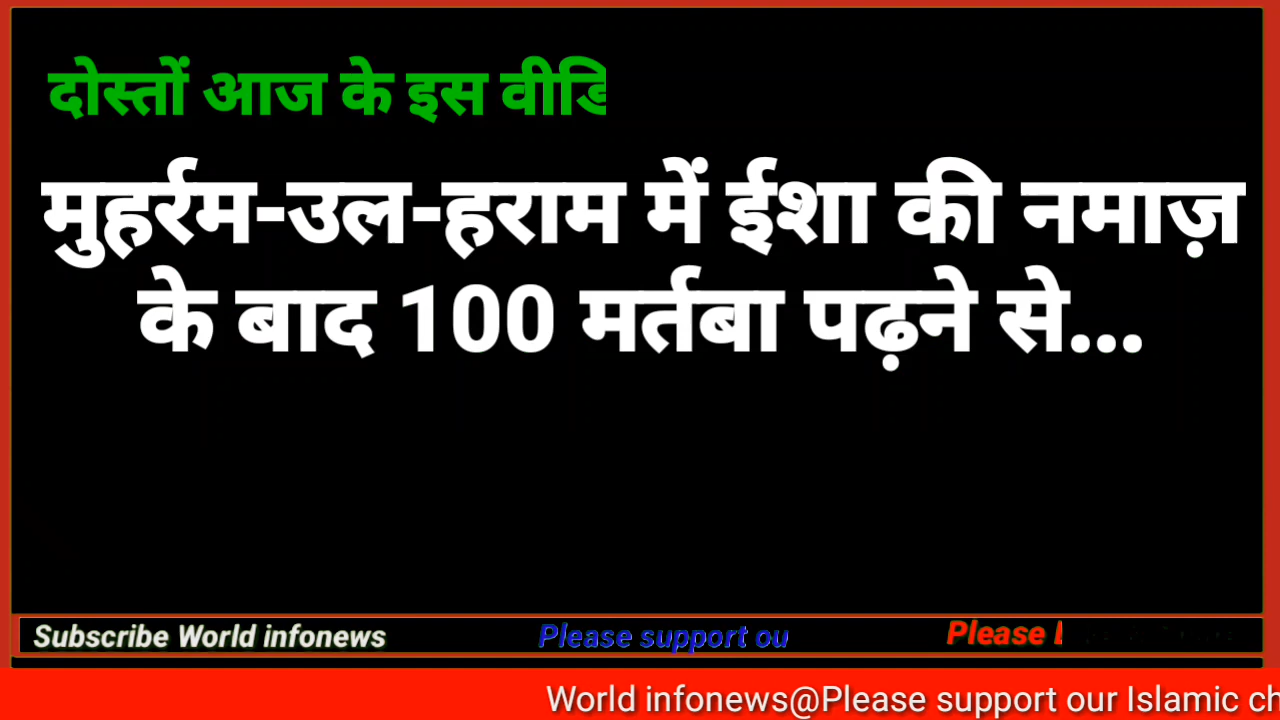 दोस्तों आज के इस
मुहर्रम-उल-हराम में ईशा की नमाज़
के बाद 100 मर्तबा पढ़ने से...
Subscribe World infonews
Please support
Please
World infonews@Please support our Islamic